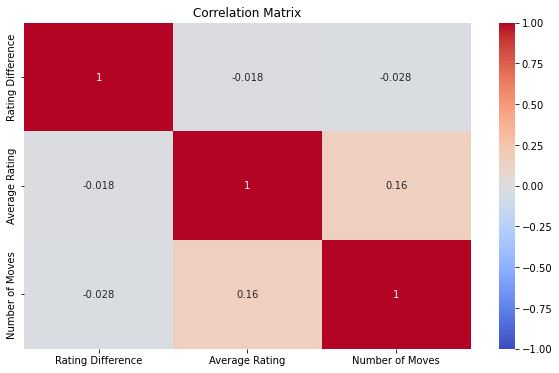 Correlation Matrix
Rating Difference
1
-0.018
-0.028
Average Rating
-0.018
1
0.16
Number of Moves
-0.028
0.16
1
Rating Difference
Average Rating
Number of Moves
1.00
0.75
0.50
0.25
0.00
−0.25
−0.50
−0.75
−1.00